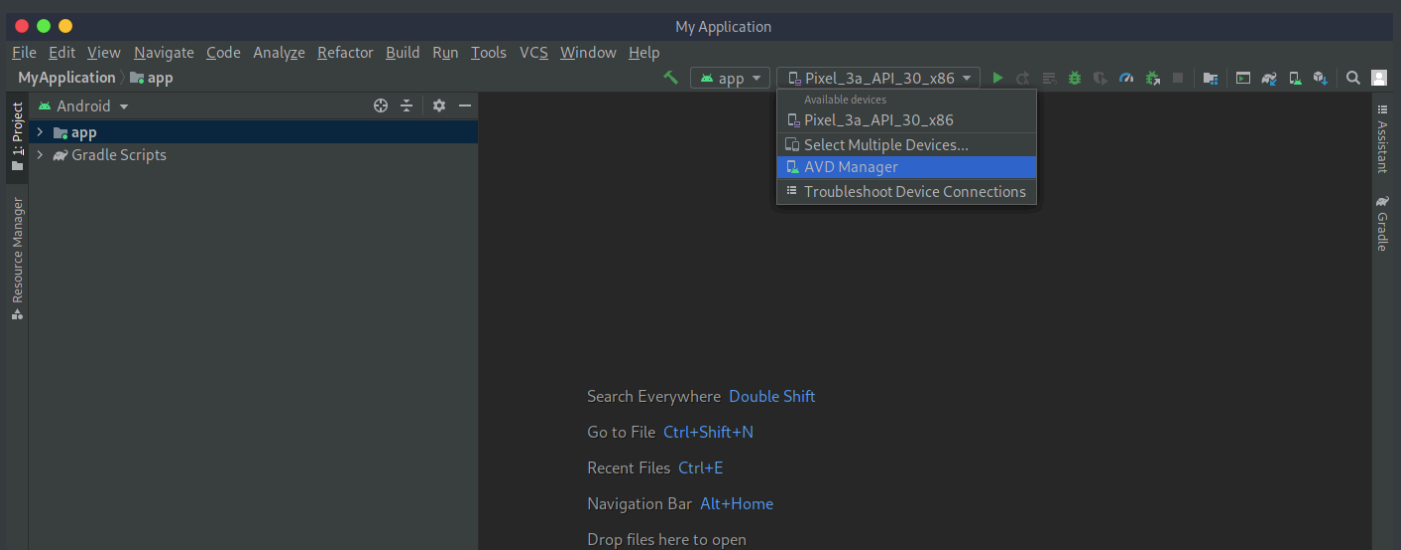 My Application
File Edit View Navigate Code Analyze Refactor Build Run Tools VCS Window Help
MyApplication app
app
Pixel_3a_API_30_x86
Android
Available devices
Pixel_3a_API_30_x86
Select Multiple Devices...
AVD Manager
Troubleshoot Device Connections
app
Gradle Scripts
1: Project
Resource Manager
Assistant
Gradle
Search Everywhere Double Shift
Go to File Ctrl+Shift+N
Recent Files Ctrl+E
Navigation Bar Alt+Home
Drop files here to open